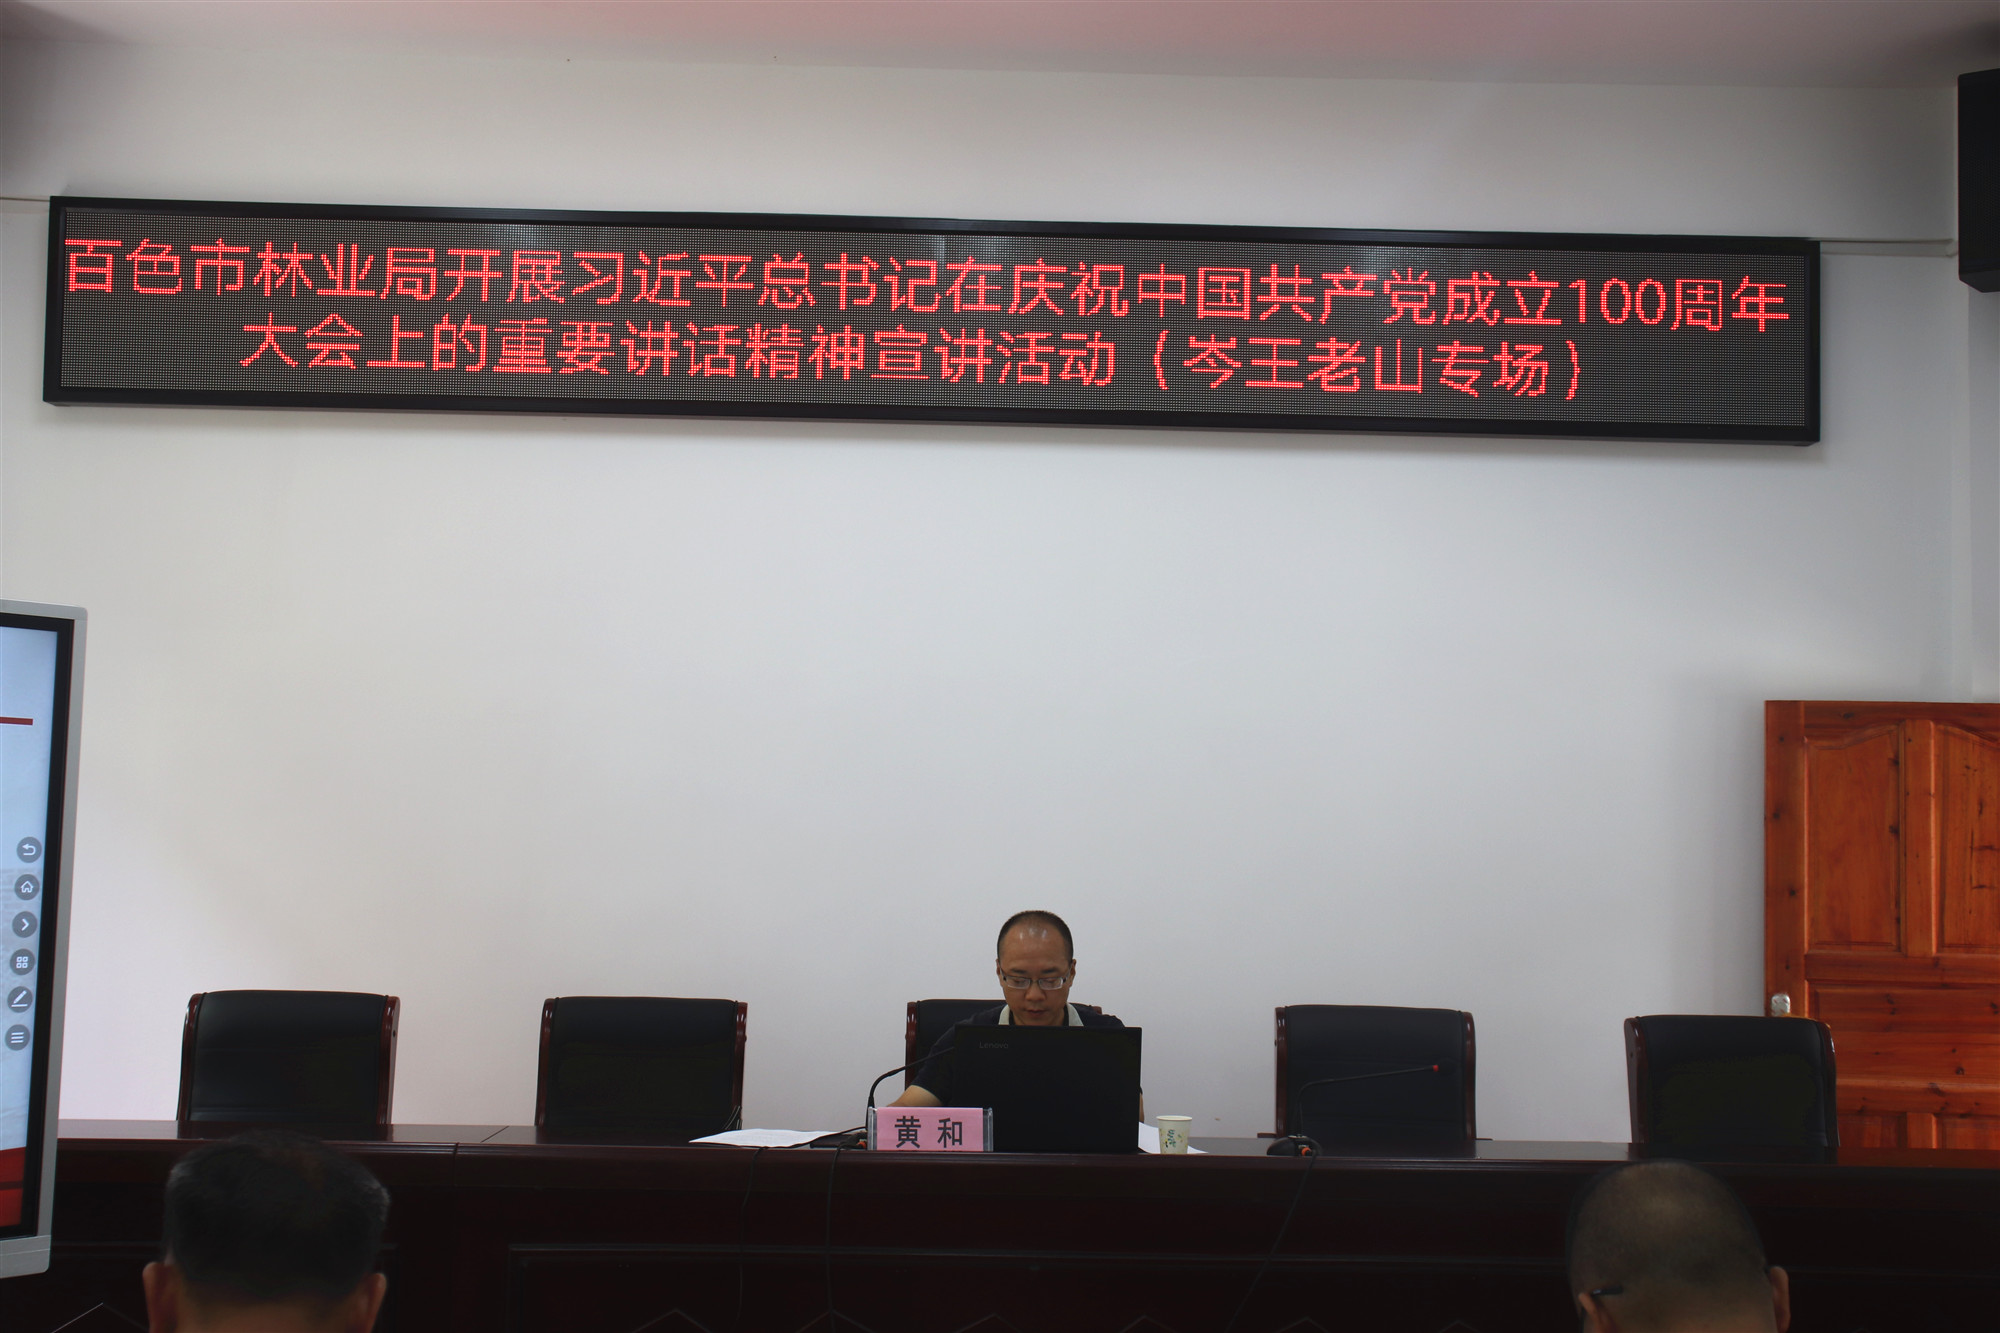 百色市林业局开展习近平总书记在庆祝中国共产党成立100周年
大会上的重要讲话精神宣讲活动（岑王老山专场）
Lenovo
黄和